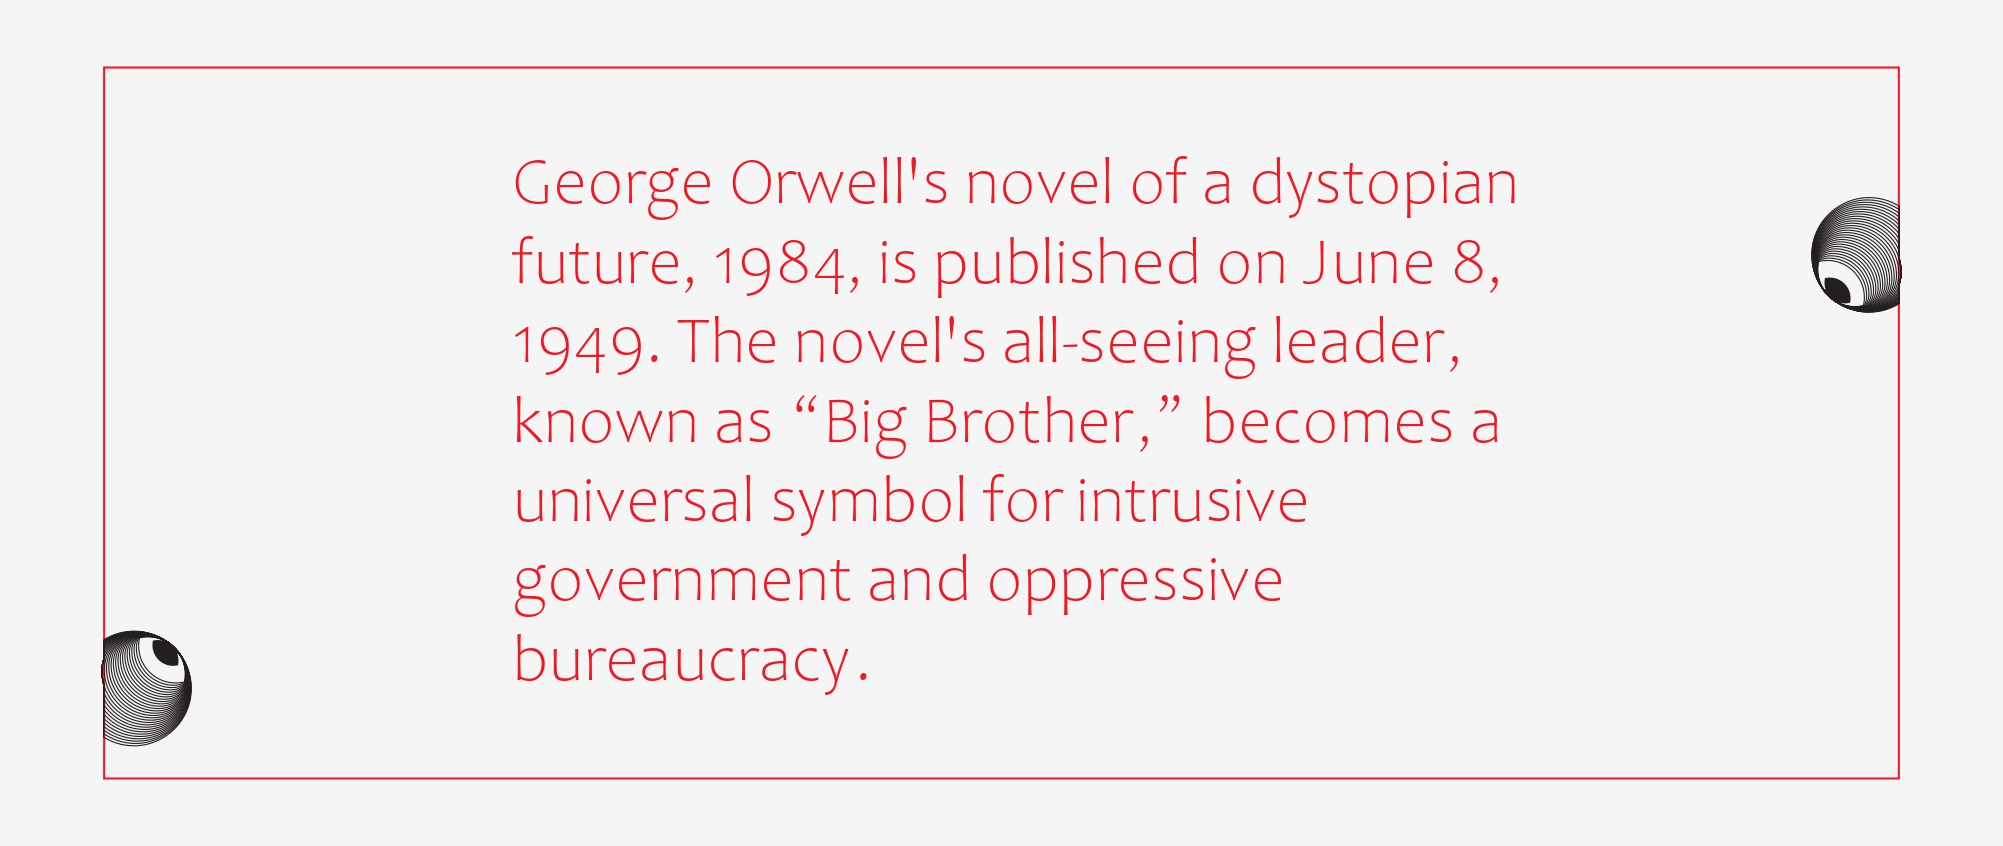 George Orwell's novel of a dystopian
future, 1984, is published on June 8,
1949. The novel's all-seeing leader,
known as “Big Brother,” becomes a
universal symbol for intrusive
government and oppressive
bureaucracy.